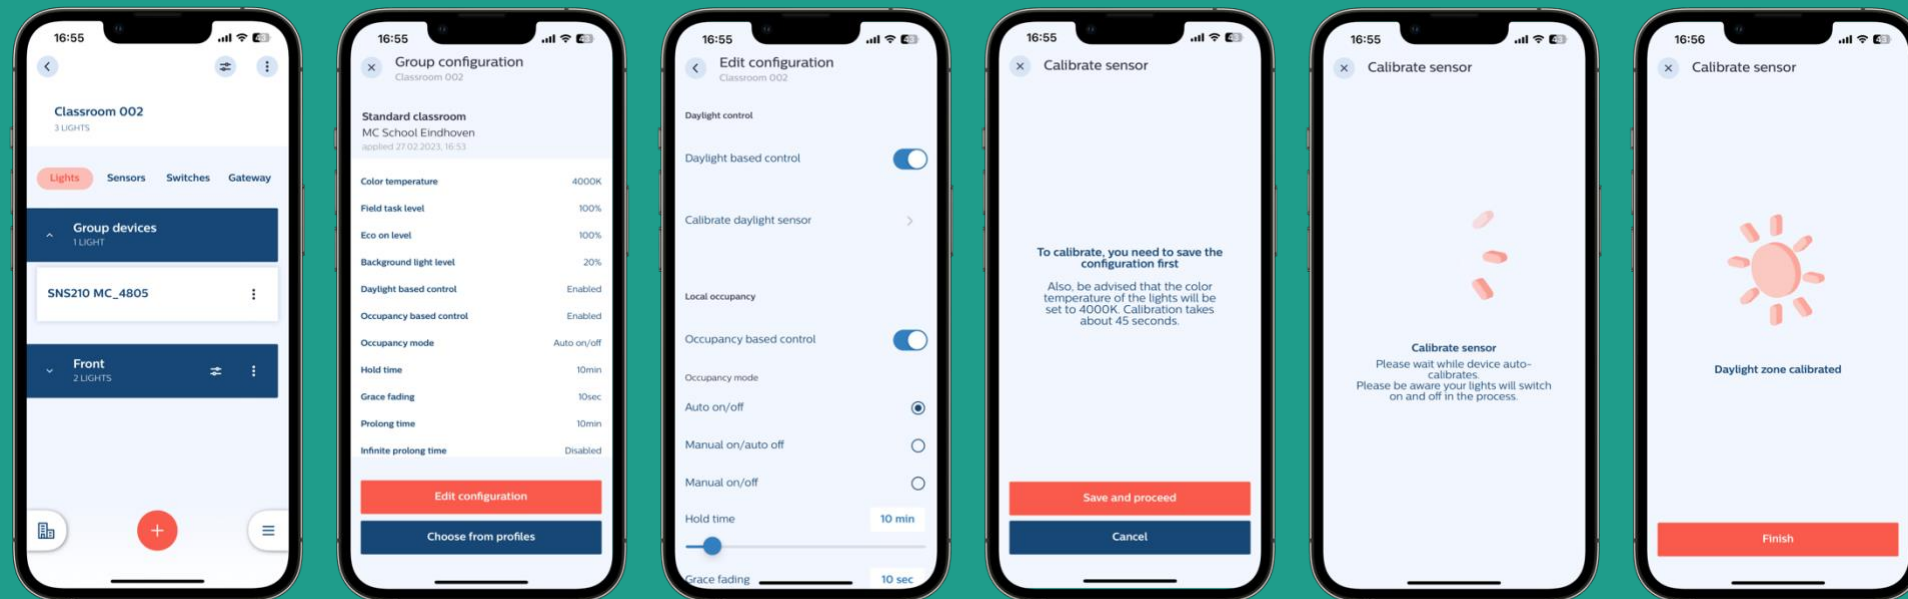 16:55
Classroom 002
3 LIGHTS
Lights Sensors Switches Gateway
Group devices
1 LIGHT
SNS210 MC_4805
Front
2 LIGHTS
16:55
Group configuration
Classroom 002
Standard classroom
MC School Eindhoven
applied 27.02.2023, 16:53
Color temperature 4000K
Field task level 100%
Eco on level 100%
Background light level 20%
Daylight based control Enabled
Occupancy based control Enabled
Occupancy mode Auto on/off
Hold time 10min
Grace fading 10sec
Prolong time 10min
Infinite prolong time Disabled
Edit configuration
Choose from profiles
16:55
Edit configuration
Classroom 002
Daylight control
Daylight based control
Calibrate daylight sensor
Local occupancy
Occupancy based control
Occupancy mode
Auto on/off
Manual on/auto off
Manual on/off
Hold time 10 min
Grace fading 10 sec
16:55
Calibrate sensor
To calibrate, you need to save the
configuration first
Also, be advised that the color
temperature of the lights will be
set to 4000K. Calibration takes
about 45 seconds.
Save and proceed
Cancel
16:55
Calibrate sensor
Calibrate sensor
Please wait while device auto-
calibrates.
Please be aware your lights will switch
on and off in the process.
16:56
Calibrate sensor
Daylight zone calibrated
Finish